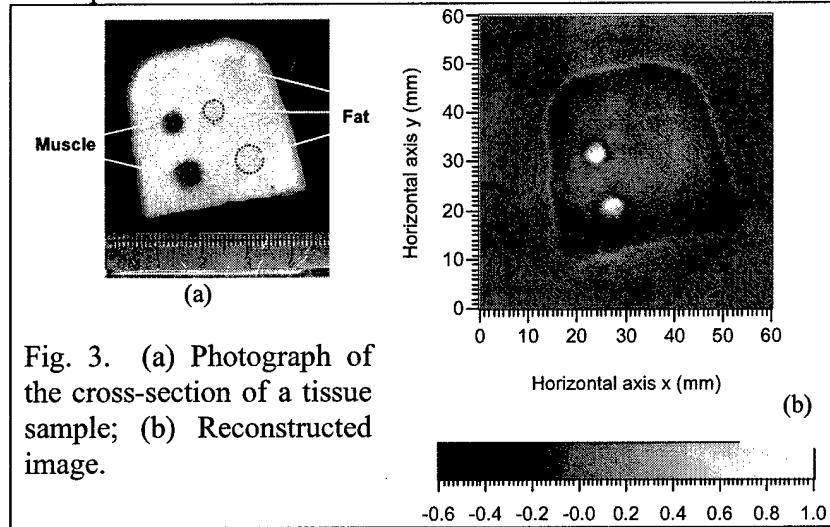 Muscle
Fat
(a)
Fig. 3. (a) Photograph of
the cross-section of a tissue
sample; (b) Reconstructed
image.
Horizontal axis y (mm)
60
50
40
30
20
10
0
0 10 20 30 40 50 60
Horizontal axis x (mm)
(b)
-0.6 -0.4 -0.2 -0.0 0.2 0.4 0.6 0.8 1.0